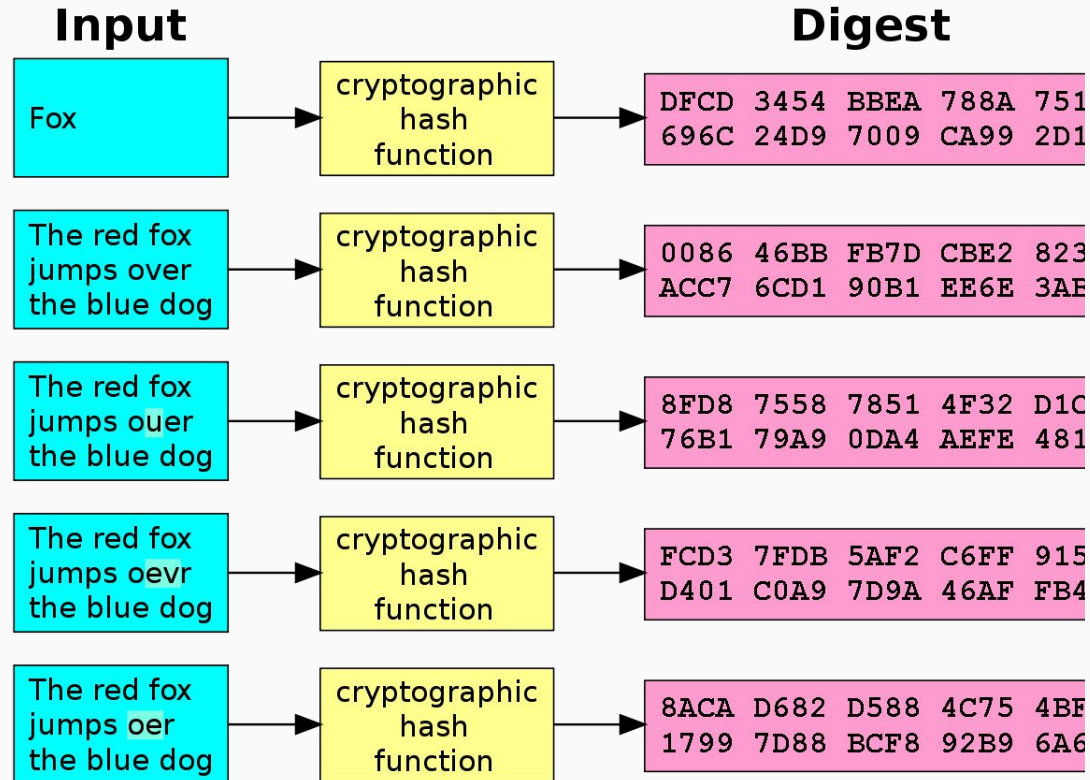 Input
Digest
Fox
cryptographic
hash
function
DFCD 3454 BBEA 788A 751
696C 24D9 7009 CA99 2D1
The red fox
jumps over
the blue dog
cryptographic
hash
function
0086 46BB FB7D CBE2 823
ACC7 6CD1 90B1 EE6E 3AB
The red fox
jumps ouer
the blue dog
cryptographic
hash
function
8FD8 7558 7851 4F32 D1C
76B1 79A9 0DA4 AEFE 481
The red fox
jumps oevr
the blue dog
cryptographic
hash
function
FCD3 7FDB 5AF2 C6FF 915
D401 C0A9 7D9A 46AF FB4
The red fox
jumps oer
the blue dog
cryptographic
hash
function
8ACA D682 D588 4C75 4BF
1799 7D88 BCF8 92B9 6A6